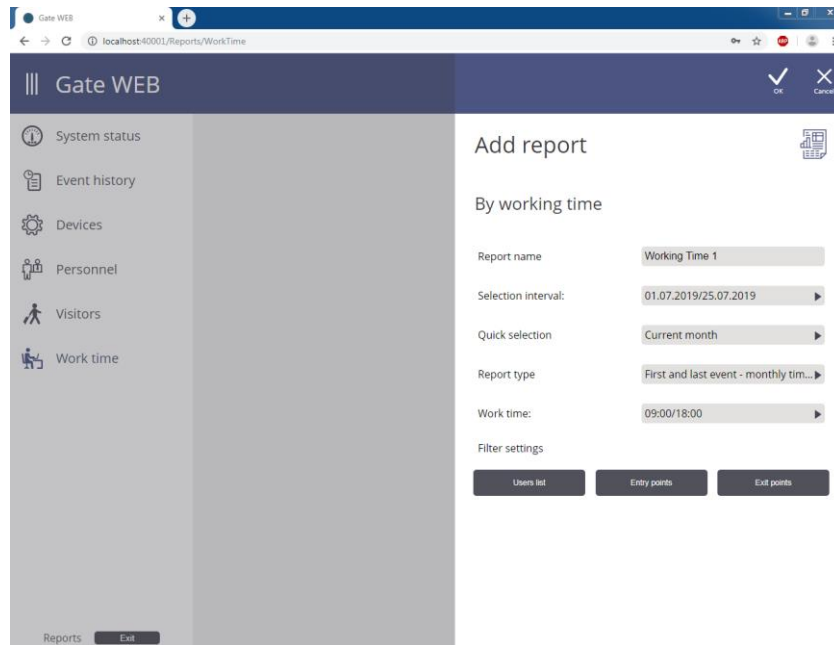 Gate WEB
localhost:40001/Reports/WorkTime
Gate WEB
OK
Cancel
System status
Event history
Devices
Personnel
Visitors
Work time
Reports
Exit
Add report
By working time
Report name
Working Time 1
Selection interval:
01.07.2019/25.07.2019
Quick selection
Current month
Report type
First and last event - monthly tim...
Work time:
09:00/18:00
Filter settings
Users list
Entry points
Exit points